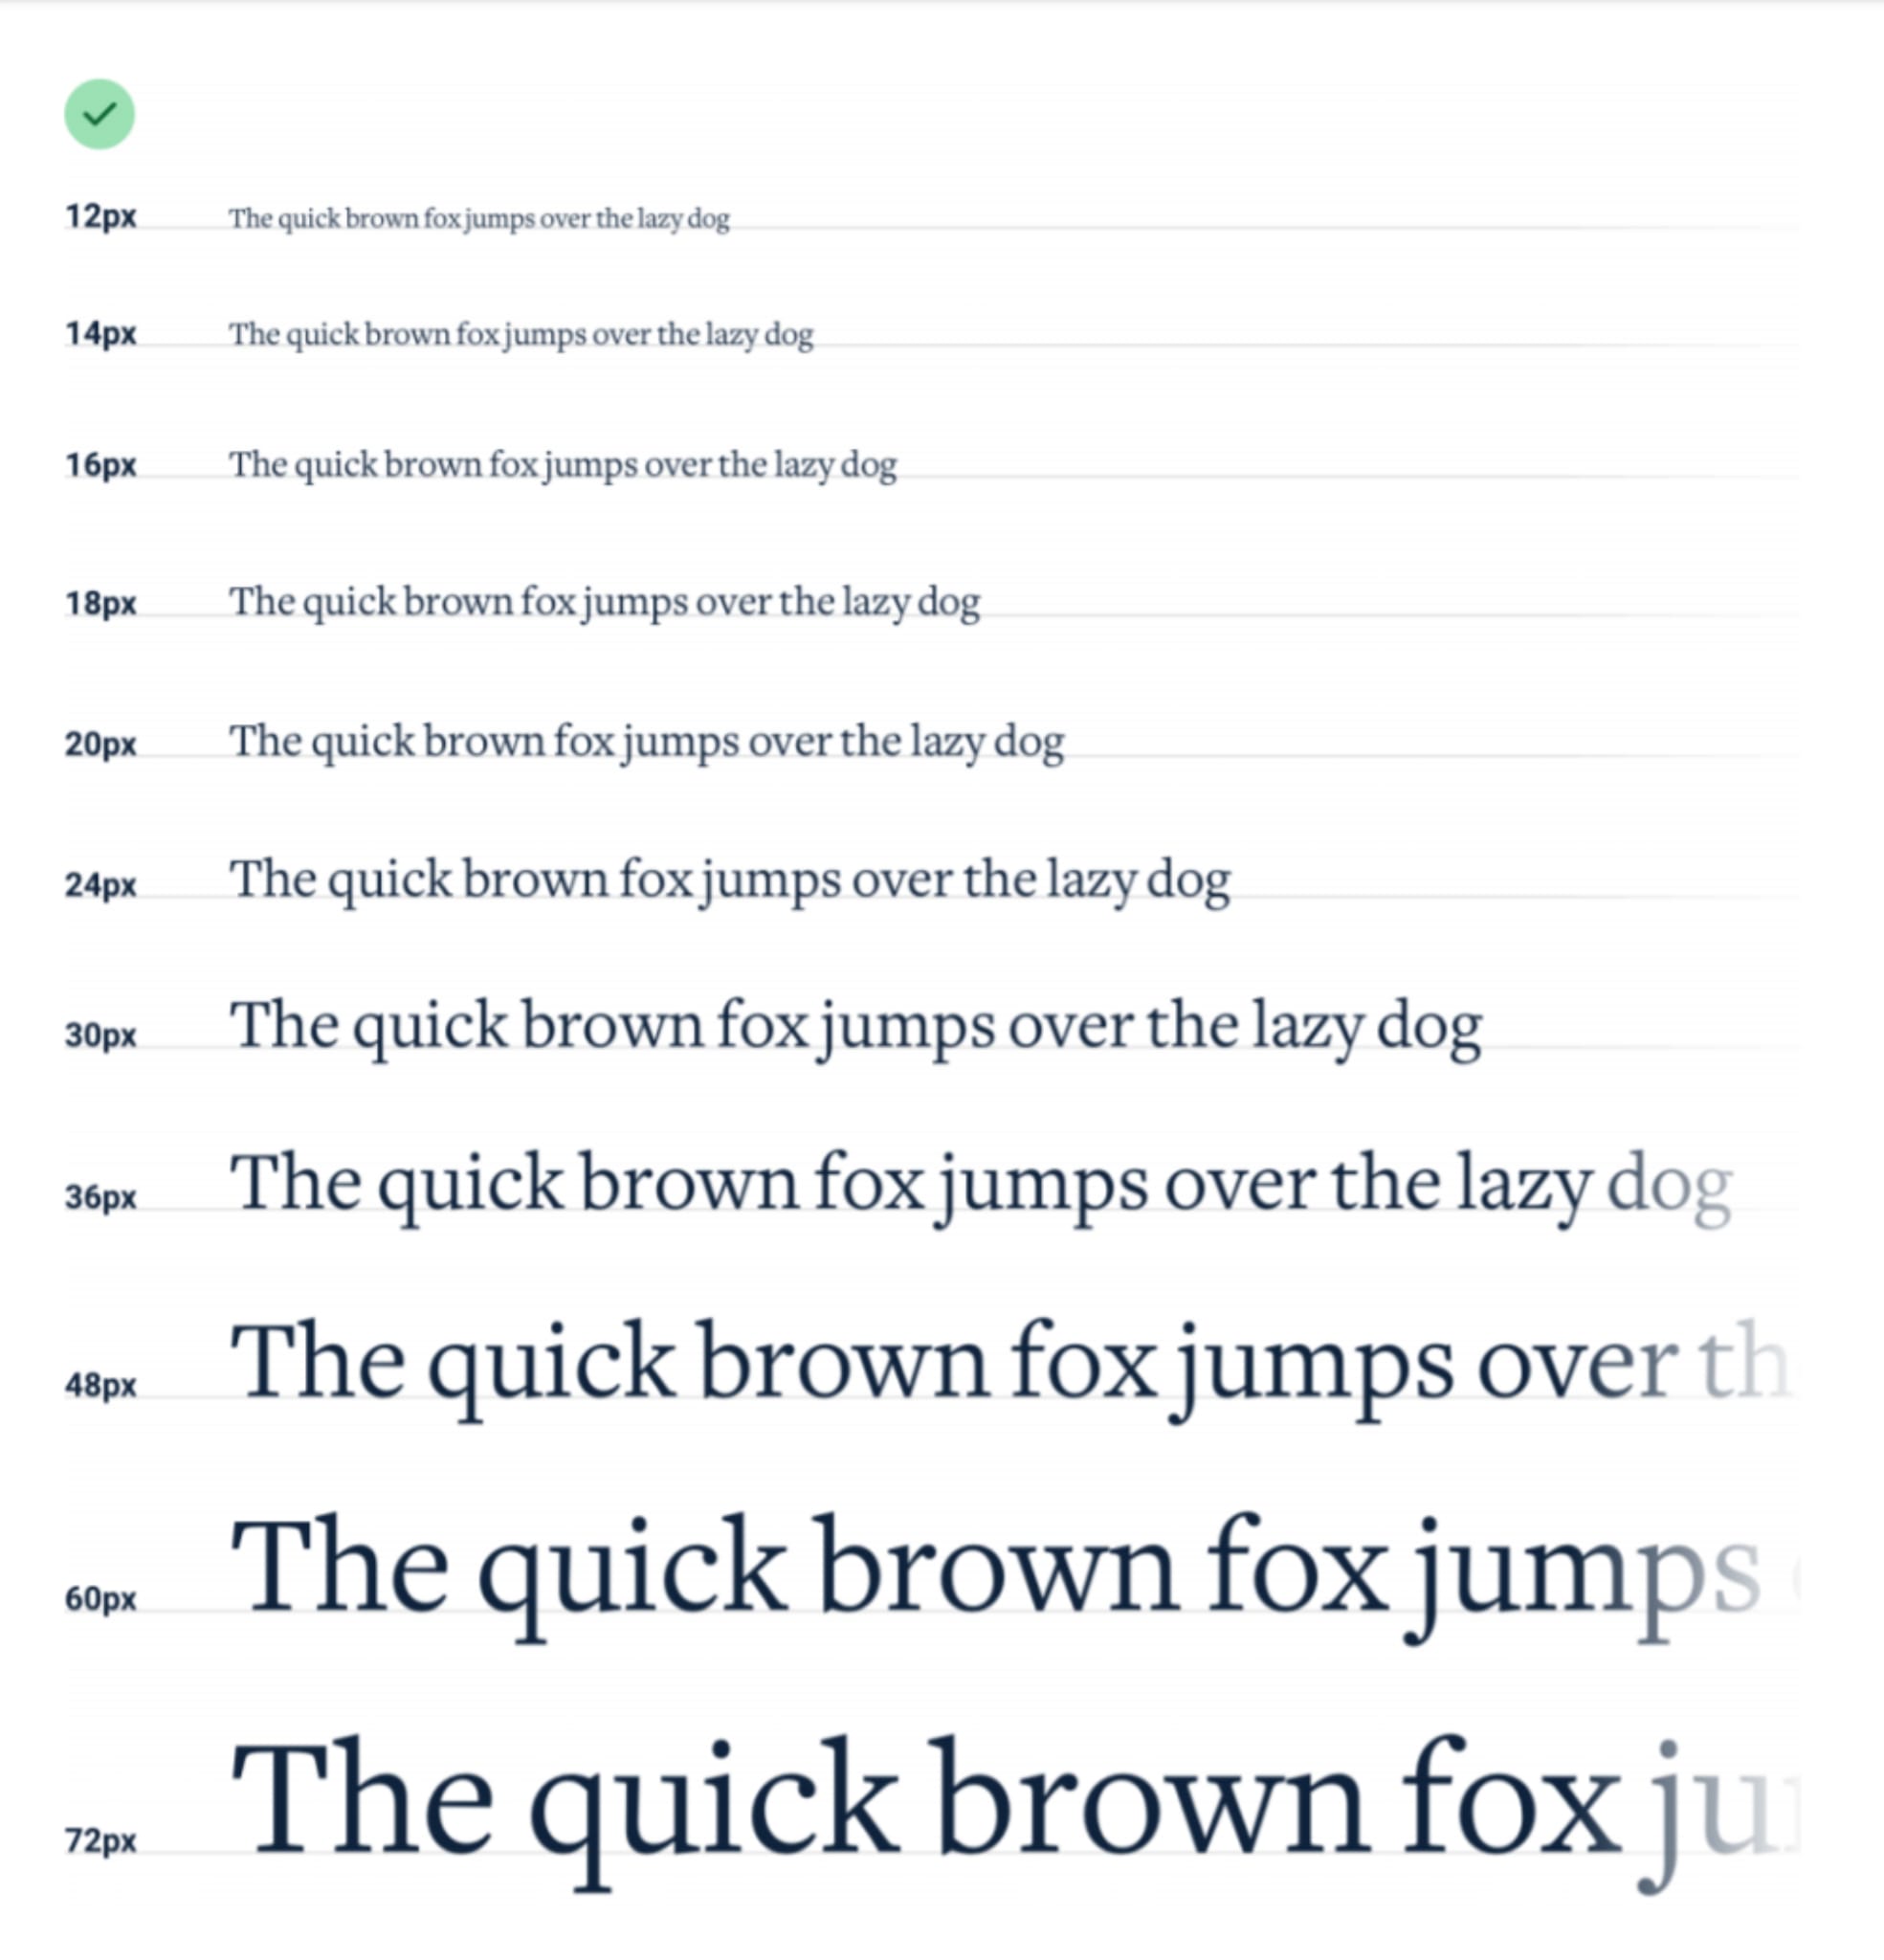 12px The quick brown fox jumps over the lazy dog
14px The quick brown fox jumps over the lazy dog
16px The quick brown fox jumps over the lazy dog
18px The quick brown fox jumps over the lazy dog
20px The quick brown fox jumps over the lazy dog
24px The quick brown fox jumps over the lazy dog
30px The quick brown fox jumps over the lazy dog
36px The quick brown fox jumps over the lazy dog
48px The quick brown fox jumps over th
60px The quick brown fox jumps
72px The quick brown fox ju